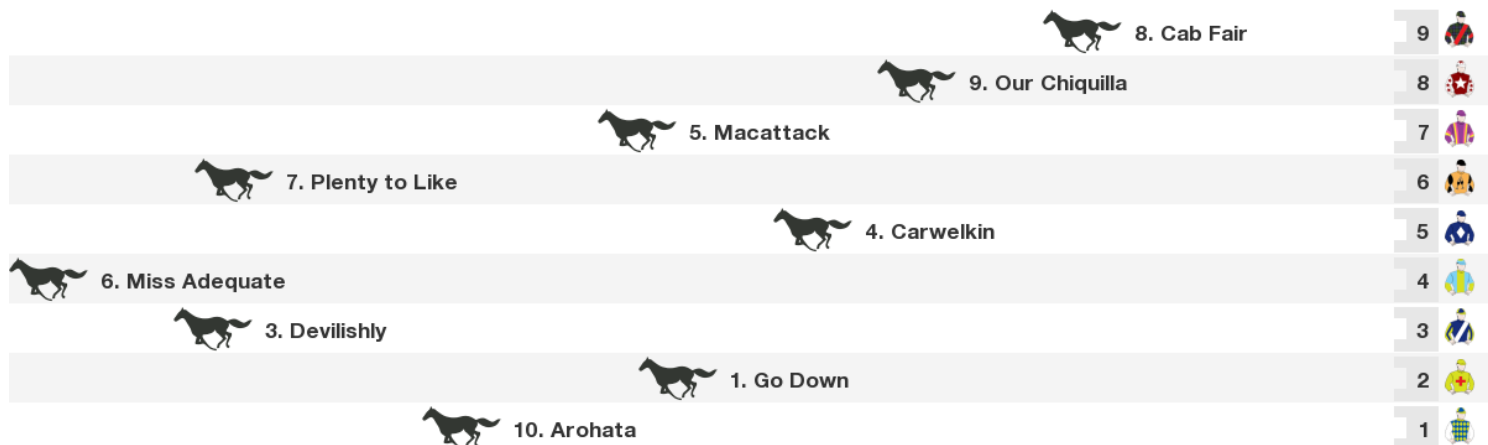 8. Cab Fair 9
9. Our Chiquilla 8
5. Macattack 7
7. Plenty to Like 6
4. Carwelkin 5
6. Miss Adequate 4
3. Devilishly 3
1. Go Down 2
10. Arohata 1